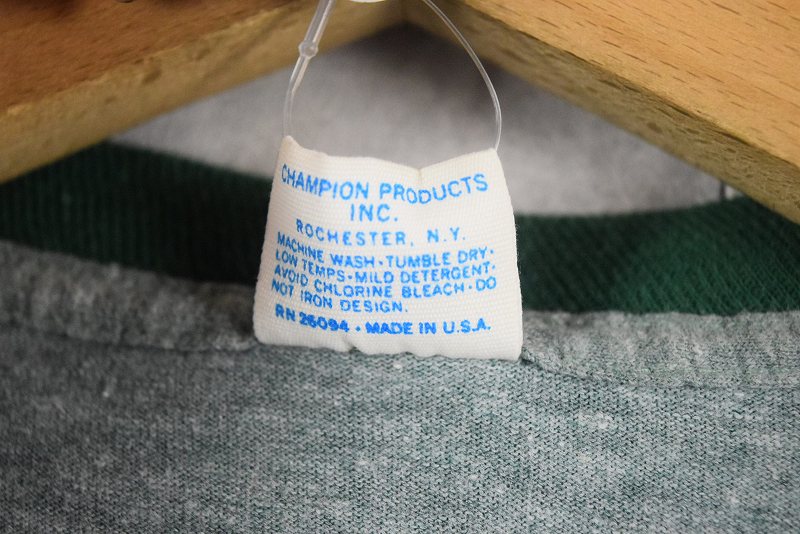 CHAMPION PRODUCTS
INC.
ROCHESTER, N.Y.
MACHINE WASH · TUMBLE DRY ·
LOW TEMPS · MILD DETERGENT ·
AVOID CHLORINE BLEACH · DO
NOT IRON DESIGN.
RN 26094 · MADE IN U.S.A.